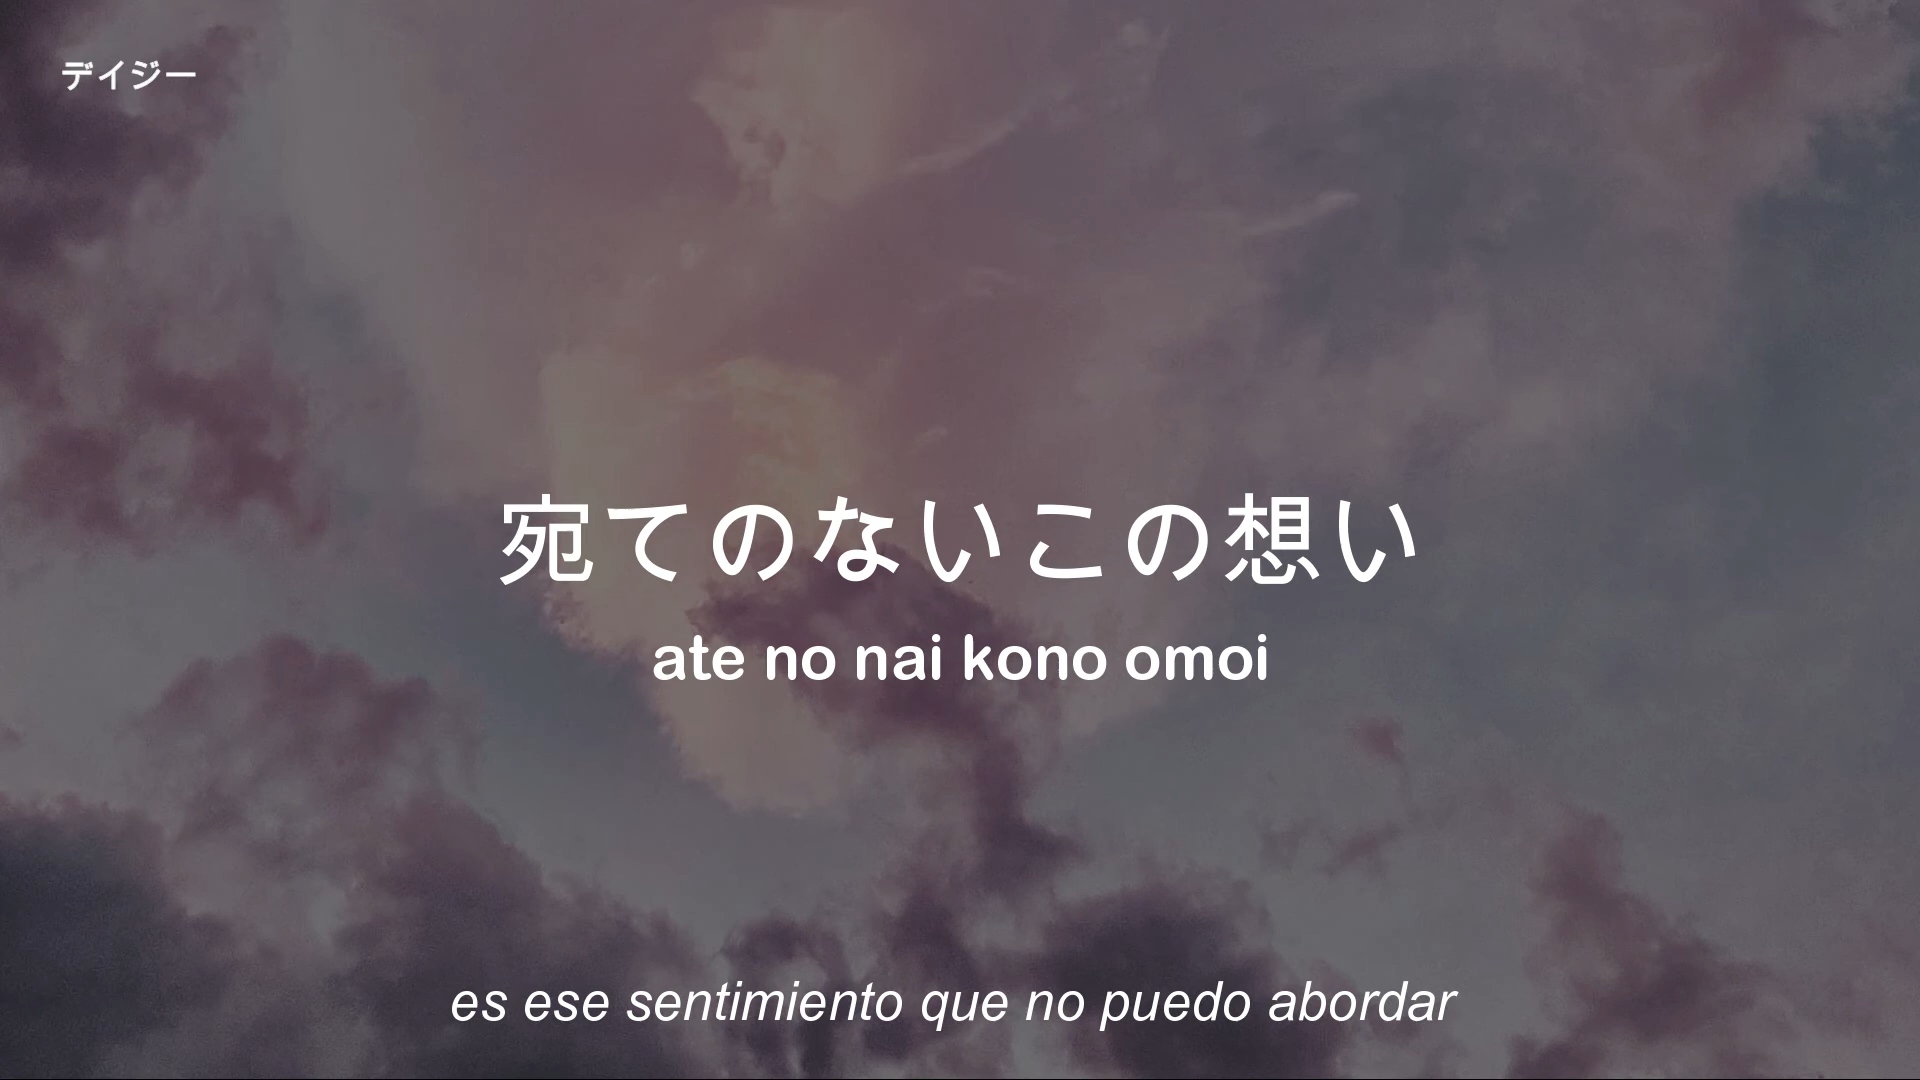 デイジー
宛てのないこの想い
ate no nai kono omoi
es ese sentimiento que no puedo abordar